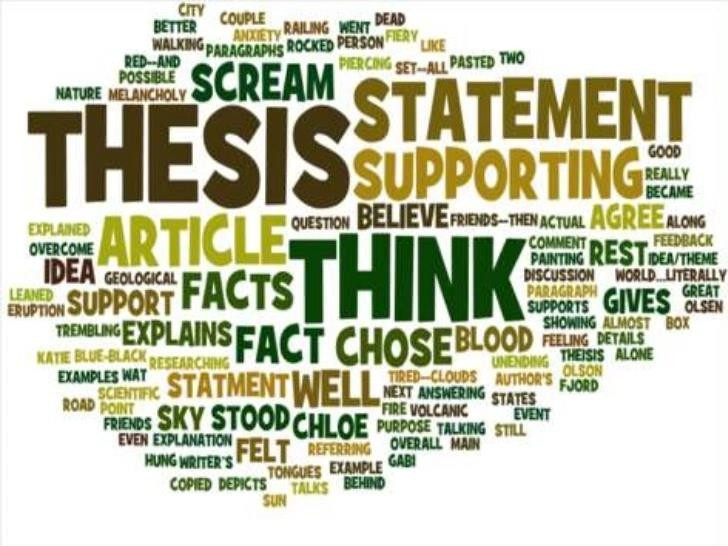 CITY
BETTER COUPLE RAILING WENT DEAD
WALKING ANXIETY PERSON FIERY
PARAGRAPHS ROCKED LIKE
RED--AND PIERCING SET--ALL PASTED TWO
POSSIBLE SCREAM
NATURE MELANCHOLY
THESIS STATEMENT
SUPPORTING GOOD
REALLY
BECAME
EXPLAINED ARTICLE QUESTION BELIEVE FRIENDS--THEN ACTUAL AGREE ALONG
OVERCOME THINK COMMENT REST FEEDBACK
PAINTING IDEA/THEME
IDEA GEOLOGICAL FACTS DISCUSSION WORLD...LITERALLY
LEANED SUPPORT PARAGRAPH GIVES GREAT
ERUPTION SUPPORTS OLSEN
TREMBLING EXPLAINS FACT CHOSE BLOOD SHOWING ALMOST BOX
FEELING DETAILS
KATIE BLUE-BLACK RESEARCHING UNENDING THEISIS ALONE
EXAMPLES WAT STATMENT WELL TIRED--CLOUDS AUTHOR'S OLSON
SCIENTIFIC NEXT ANSWERING STATES FJORD
ROAD POINT FIRE VOLCANIC EVENT
FRIENDS SKY STOOD CHLOE PURPOSE TALKING STILL
EVEN EXPLANATION FELT REFERRING OVERALL MAIN
HUNG WRITER'S TONGUES EXAMPLE GABI
COPIED DEPICTS TALKS BEHIND
SUN